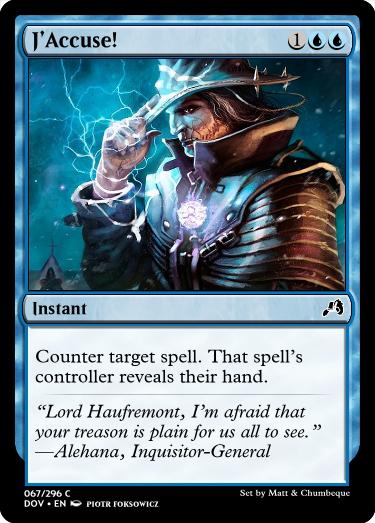 J'Accuse! 1
Instant
Counter target spell. That spell's
controller reveals their hand.
“Lord Haufremont, I'm afraid that
your treason is plain for us all to see.”
—Alehana, Inquisitor-General
067/296 C
DOV • EN PIOTR FOKSOWICZ
Set by Matt & Chumbeque